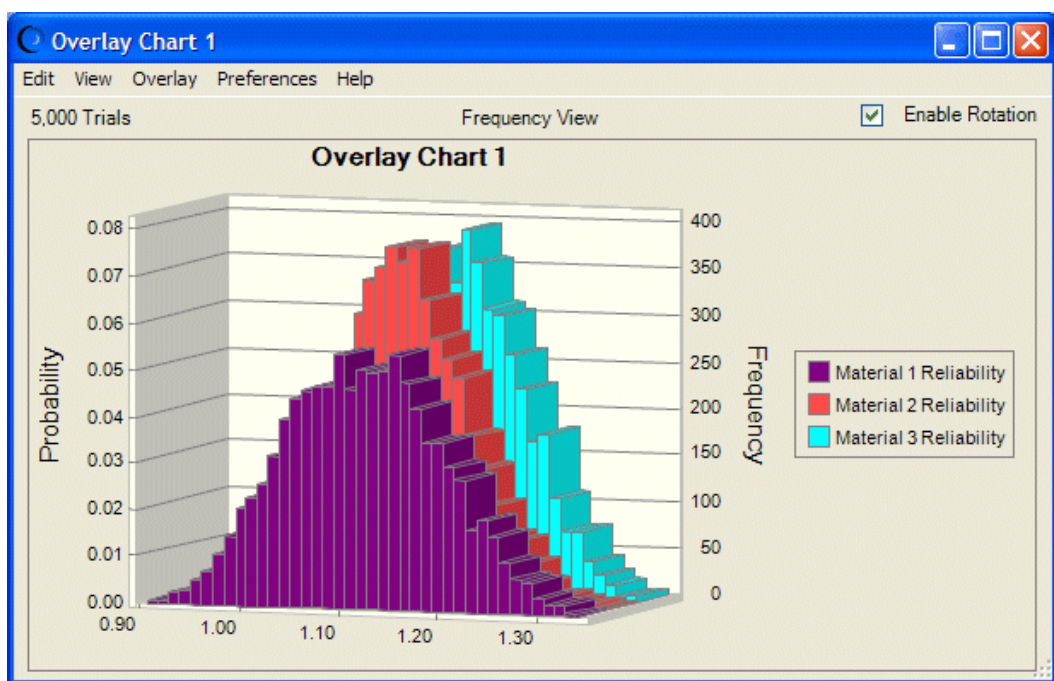 Overlay Chart 1
Edit View Overlay Preferences Help
5,000 Trials Frequency View Enable Rotation
Overlay Chart 1
Probability
0.08
0.07
0.06
0.05
0.04
0.03
0.02
0.01
0.00
0.90 1.00 1.10 1.20 1.30
400
350
300
250
200
150
100
50
0
Frequency
Material 1 Reliability
Material 2 Reliability
Material 3 Reliability